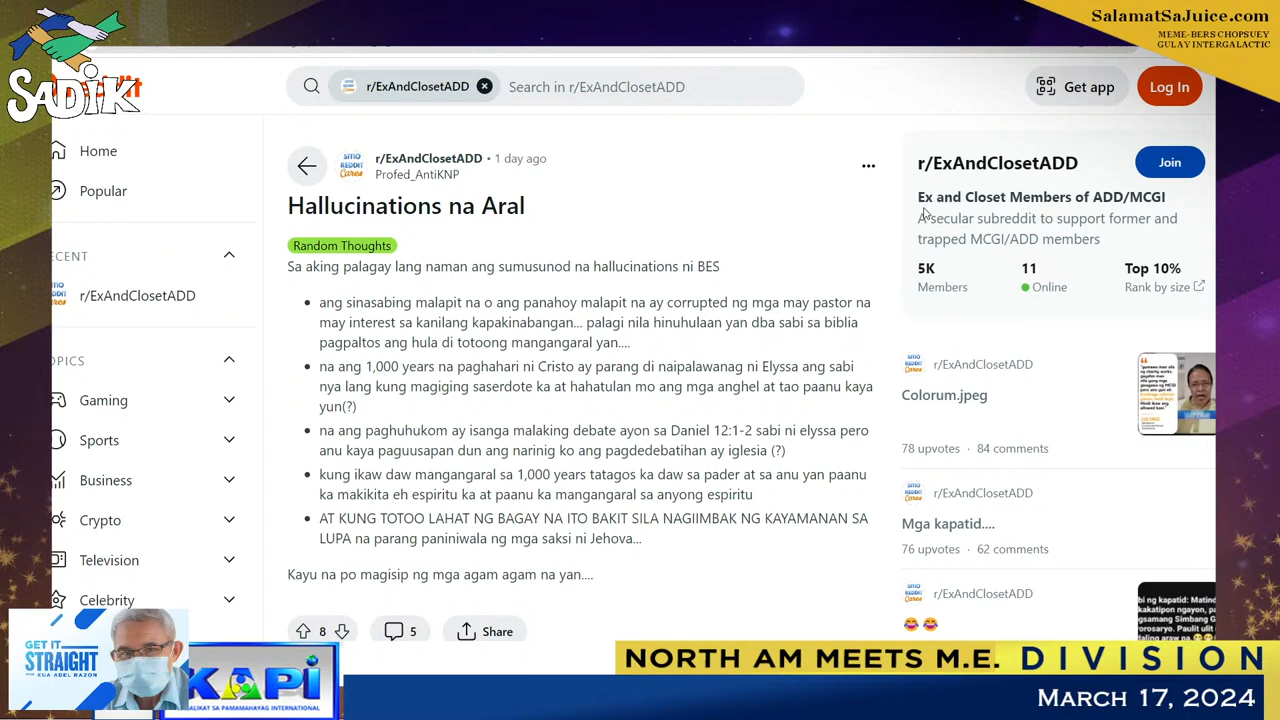 SalamatSaJuice.com
MEME-BERS CHOPSUEY
GULAY INTERGALACTIC
SADIK
r/ExAndClosetADD
Search in r/ExAndClosetADD
Get app
Log In
Home
Popular
ECENT
r/ExAndClosetADD
OPICS
Gaming
Sports
Business
Crypto
Television
Celebrity
r/ExAndClosetADD • 1 day ago
Profed_AntiKNP
SITIO
REDDIT
Cares
Hallucinations na Aral
Random Thoughts
Sa aking palagay lang naman ang sumusunod na hallucinations ni BES
• ang sinasabing malapit na o ang panahoy malapit na ay corrupted ng mga may pastor na
may interest sa kanilang kapakinabangan... palagi nila hinuhulaan yan dba sabi sa biblia
pagpaltos ang hula di totoong mangangaral yan....
• na ang 1,000 years na paghahari ni Cristo ay parang di naipalawanag ni Elyssa ang sabi
nya lang kung maging saserdote ka at hahatulan mo ang mga anghel at tao paanu kaya
yun(?)
• na ang paghuhukom ay pangalawaking debatasyon sa Daniel 12:1-2 sabi ni elyssa pero
anu kaya paguusapan dun ang narinig ko ang pagdedebatihan ay iglesia (?)
• kung ikaw daw mangangaral sa 1,000 years tatagos ka daw sa pader at sa anu yan paanu
ka makikita eh espiritu ka at paanu ka mangangaral sa anyong espiritu
• AT KUNG TOTOO LAHAT NG BAGAY NA ITO BAKIT SILA NAGIIMBAK NG KAYAMANAN SA
LUPA na parang paniniwala ng mga saksi ni Jehova...
Kayu na po magisip ng mga agam agam na yan....
8
5
Share
r/ExAndClosetADD
Join
Ex and Closet Members of ADD/MCGI
A secular subreddit to support former and
trapped MCGI/ADD members
5K
11
Top 10%
Members
Online
Rank by size
r/ExAndClosetADD
Colorum.jpeg
78 upvotes · 84 comments
r/ExAndClosetADD
Mga kapatid....
76 upvotes · 62 comments
r/ExAndClosetADD
😂 😂
GET IT
STRAIGHT
WITH KUA ADEL RAZON
KAPI
NORTH AM MEETS M.E. DIVISION
March 17, 2024